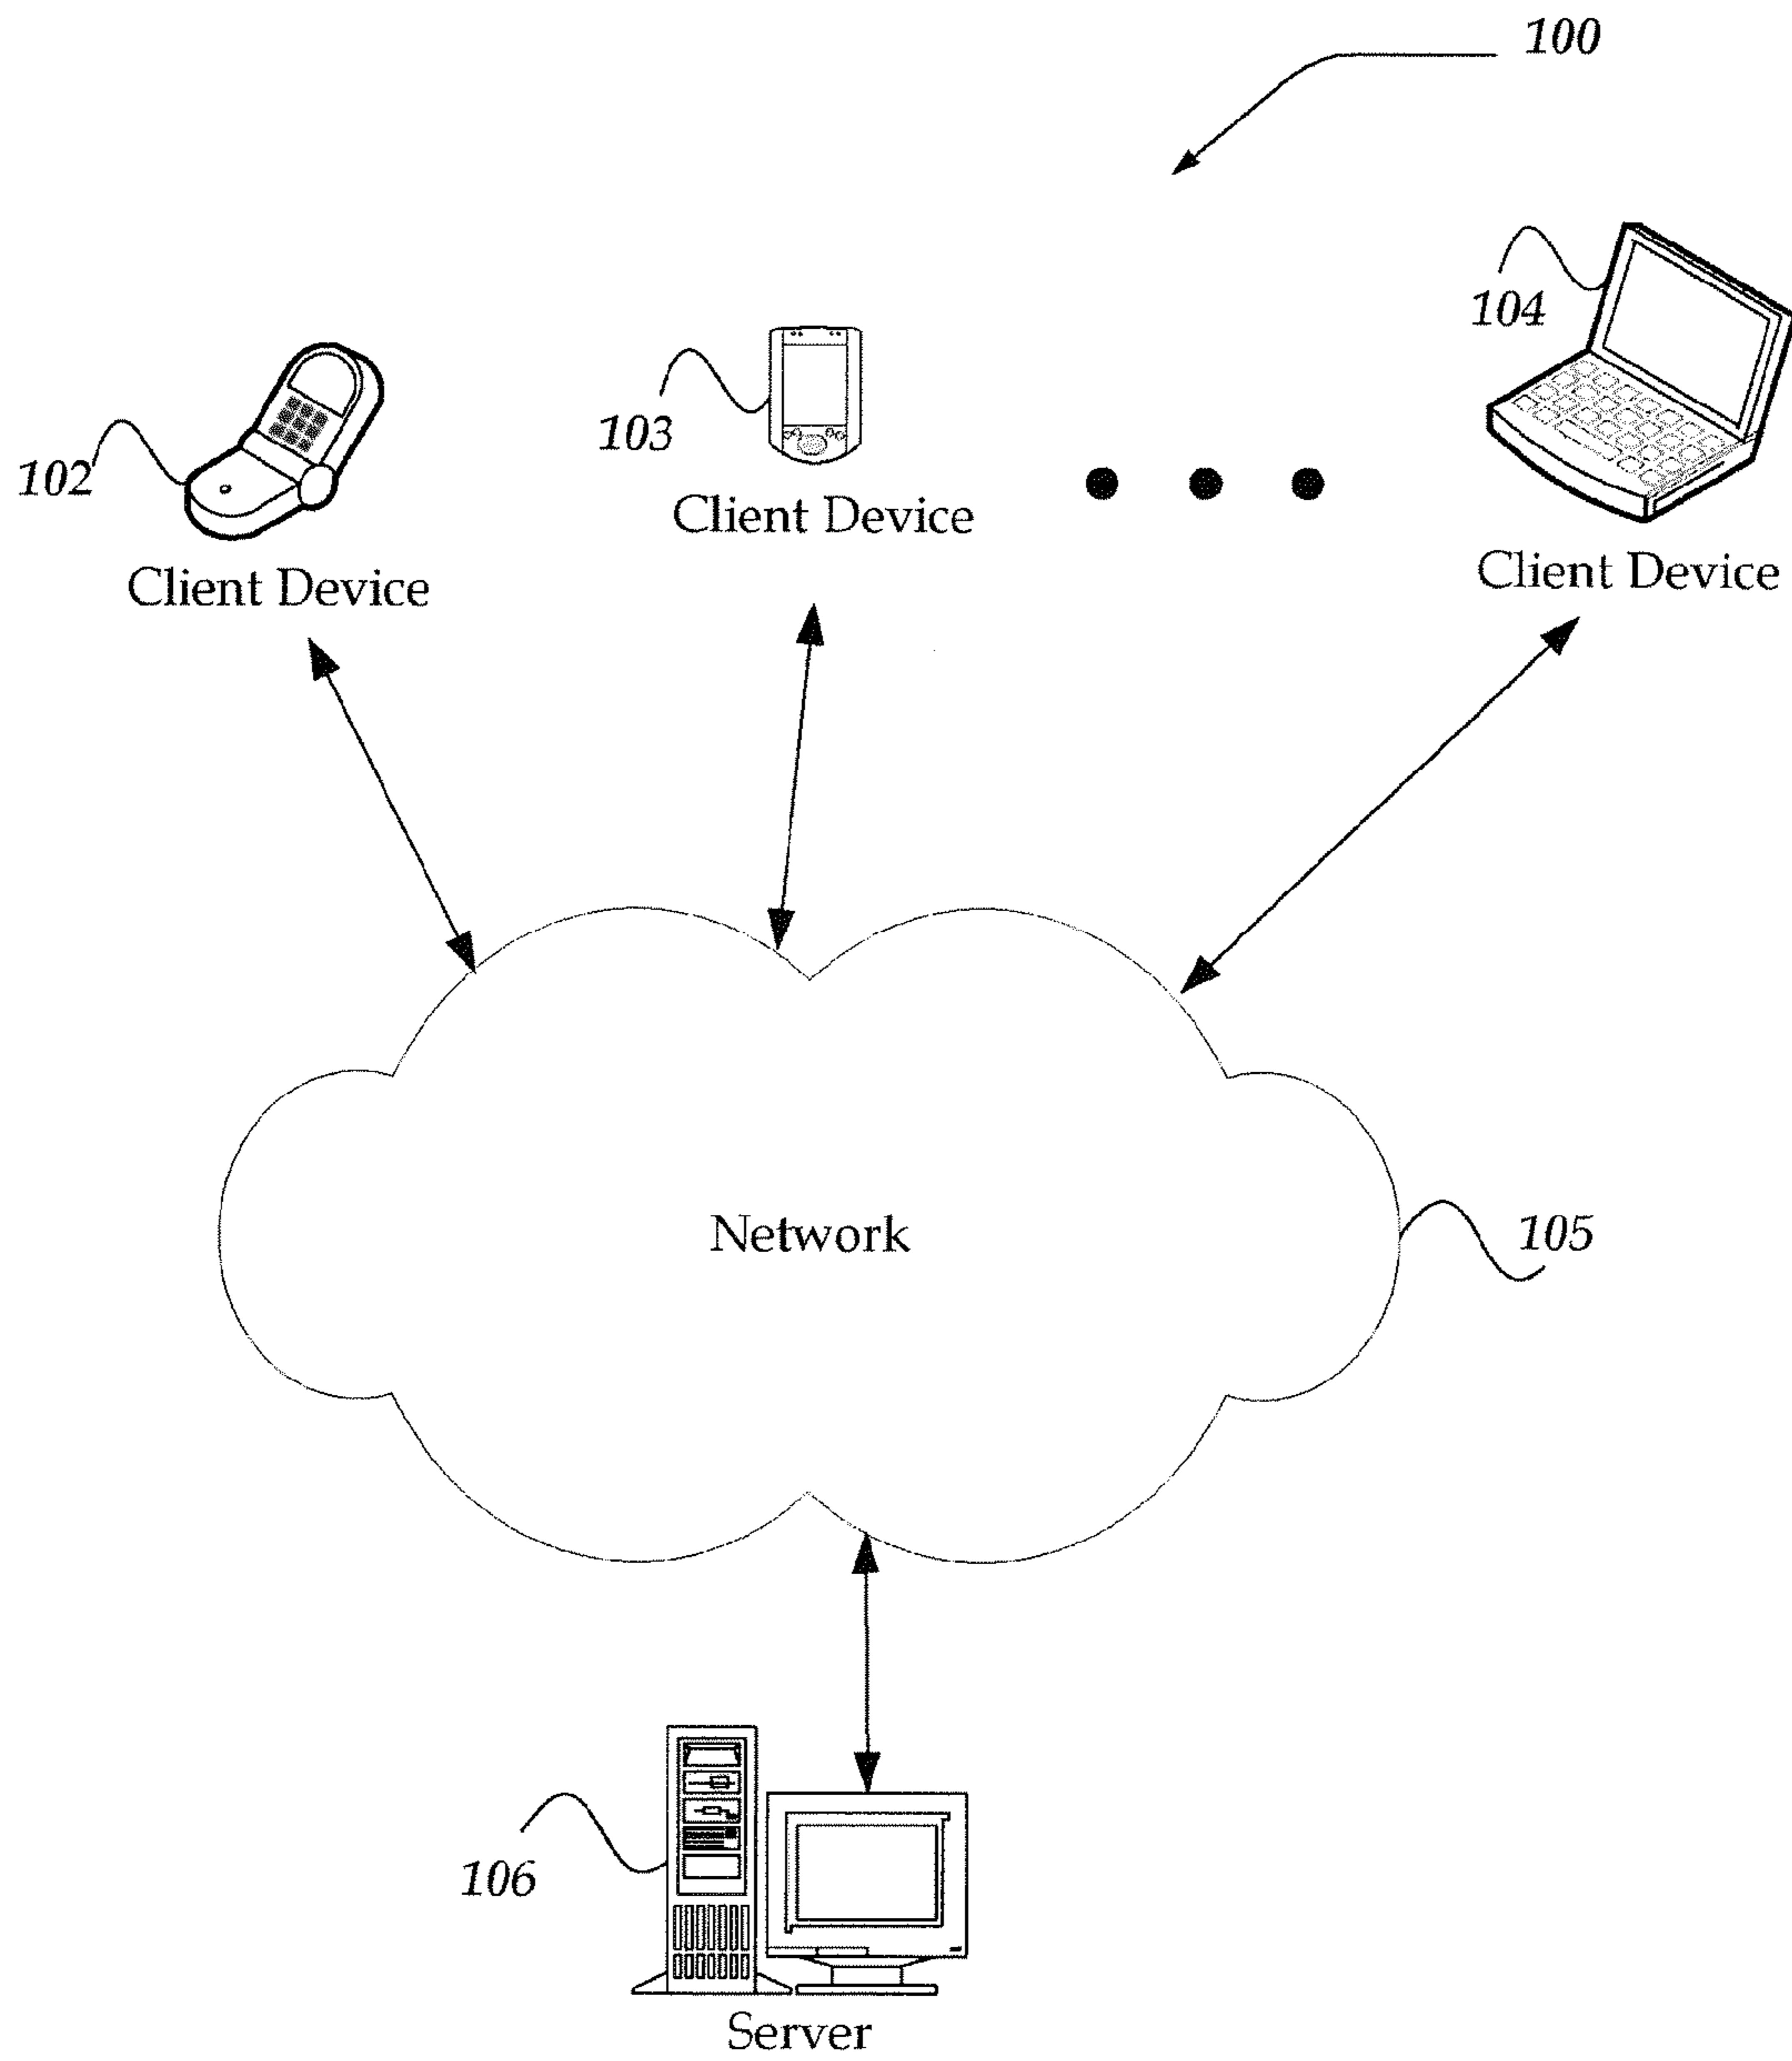 100
104
103
102
Client Device
Client Device
Client Device
Network
105
106
Server